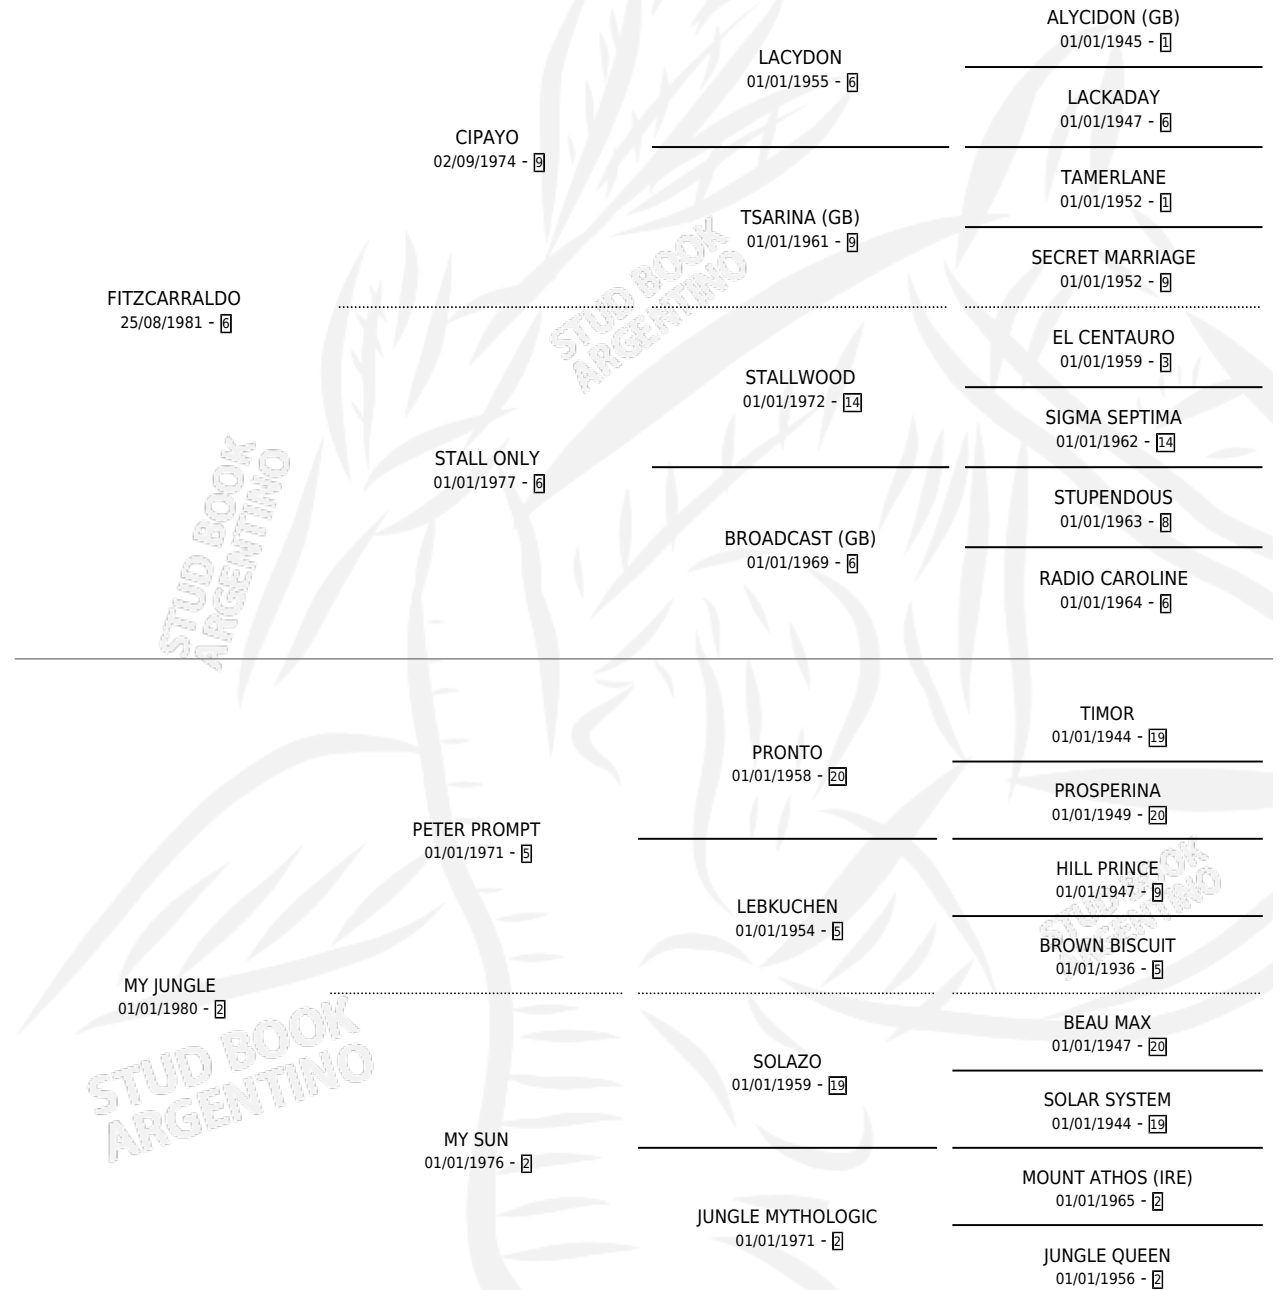 ALYCIDON (GB)
01/01/1945 - 1
LACYDON
01/01/1955 - 6
LACKADAY
01/01/1947 - 6
CIPAYO
02/09/1974 - 9
TAMERLANE
01/01/1952 - 1
TSARINA (GB)
01/01/1961 - 9
SECRET MARRIAGE
01/01/1952 - 9
FITZCARRALDO
25/08/1981 - 6
STUD BOOK
ARGENTINO
EL CENTAURO
01/01/1959 - 3
STALLWOOD
01/01/1972 - 14
SIGMA SEPTIMA
01/01/1962 - 14
STALL ONLY
01/01/1977 - 6
STUPENDOUS
01/01/1963 - 8
BROADCAST (GB)
01/01/1969 - 6
RADIO CAROLINE
01/01/1964 - 6
STUD BOOK
ARGENTINO
TIMOR
01/01/1944 - 19
PRONTO
01/01/1958 - 20
PROSPERINA
01/01/1949 - 20
PETER PROMPT
01/01/1971 - 5
HILL PRINCE
01/01/1947 - 9
LEBKUCHEN
01/01/1954 - 5
STUD BOOK
ARGENTINO
BROWN BISCUIT
01/01/1936 - 5
MY JUNGLE
01/01/1980 - 2
STUD BOOK
ARGENTINO
BEAU MAX
01/01/1947 - 20
SOLAZO
01/01/1959 - 19
SOLAR SYSTEM
01/01/1944 - 19
MY SUN
01/01/1976 - 2
MOUNT ATHOS (IRE)
01/01/1965 - 2
JUNGLE MYTHOLOGIC
01/01/1971 - 2
JUNGLE QUEEN
01/01/1956 - 2